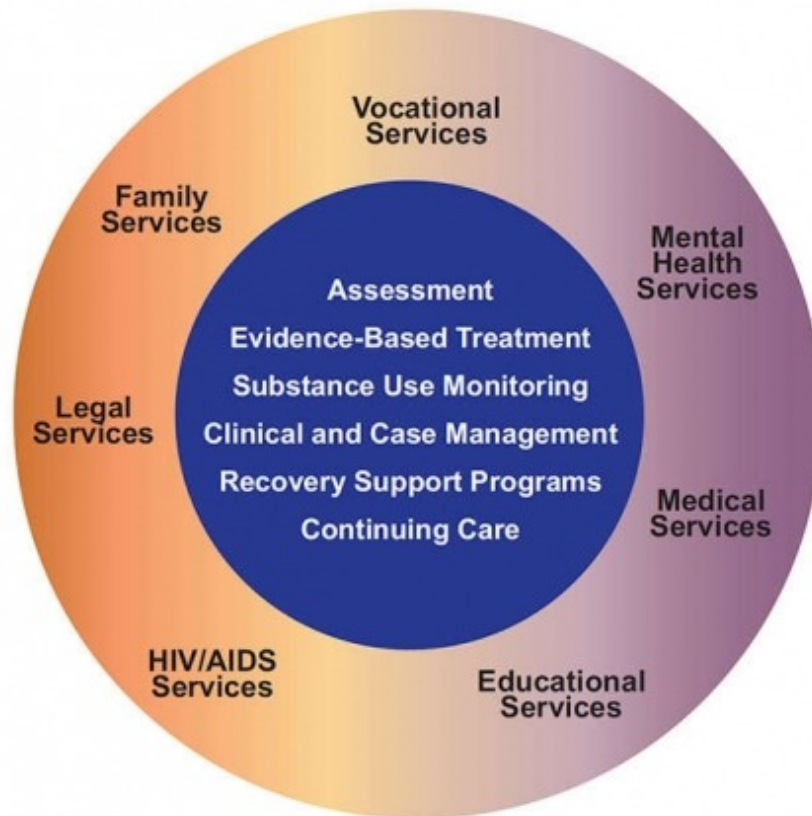 Vocational
Services
Family
Services
Mental
Health
Services
Assessment
Evidence-Based Treatment
Substance Use Monitoring
Clinical and Case Management
Recovery Support Programs
Continuing Care
Legal
Services
Medical
Services
HIV/AIDS
Services
Educational
Services